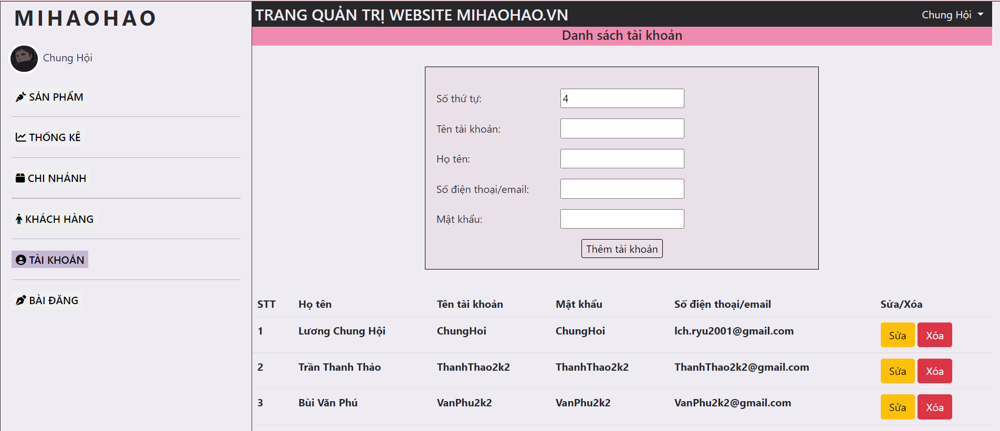 MIHAOHAO
Chung Hội
SẢN PHẨM
THỐNG KÊ
CHI NHÁNH
KHÁCH HÀNG
TÀI KHOẢN
BÀI ĐĂNG
TRANG QUẢN TRỊ WEBSITE MIHAOHAO.VN
Chung Hội
Danh sách tài khoản
Số thứ tự: 4
Tên tài khoản:
Họ tên:
Số điện thoại/email:
Mật khẩu:
Thêm tài khoản
STT Họ tên Tên tài khoản Mật khẩu Số điện thoại/email Sửa/Xóa
1 Lương Chung Hội ChungHoi ChungHoi lch.ryu2001@gmail.com Sửa Xóa
2 Trần Thanh Thảo ThanhThao2k2 ThanhThao2k2 ThanhThao2k2@gmail.com Sửa Xóa
3 Bùi Văn Phú VanPhu2k2 VanPhu2k2 VanPhu2k2@gmail.com Sửa Xóa